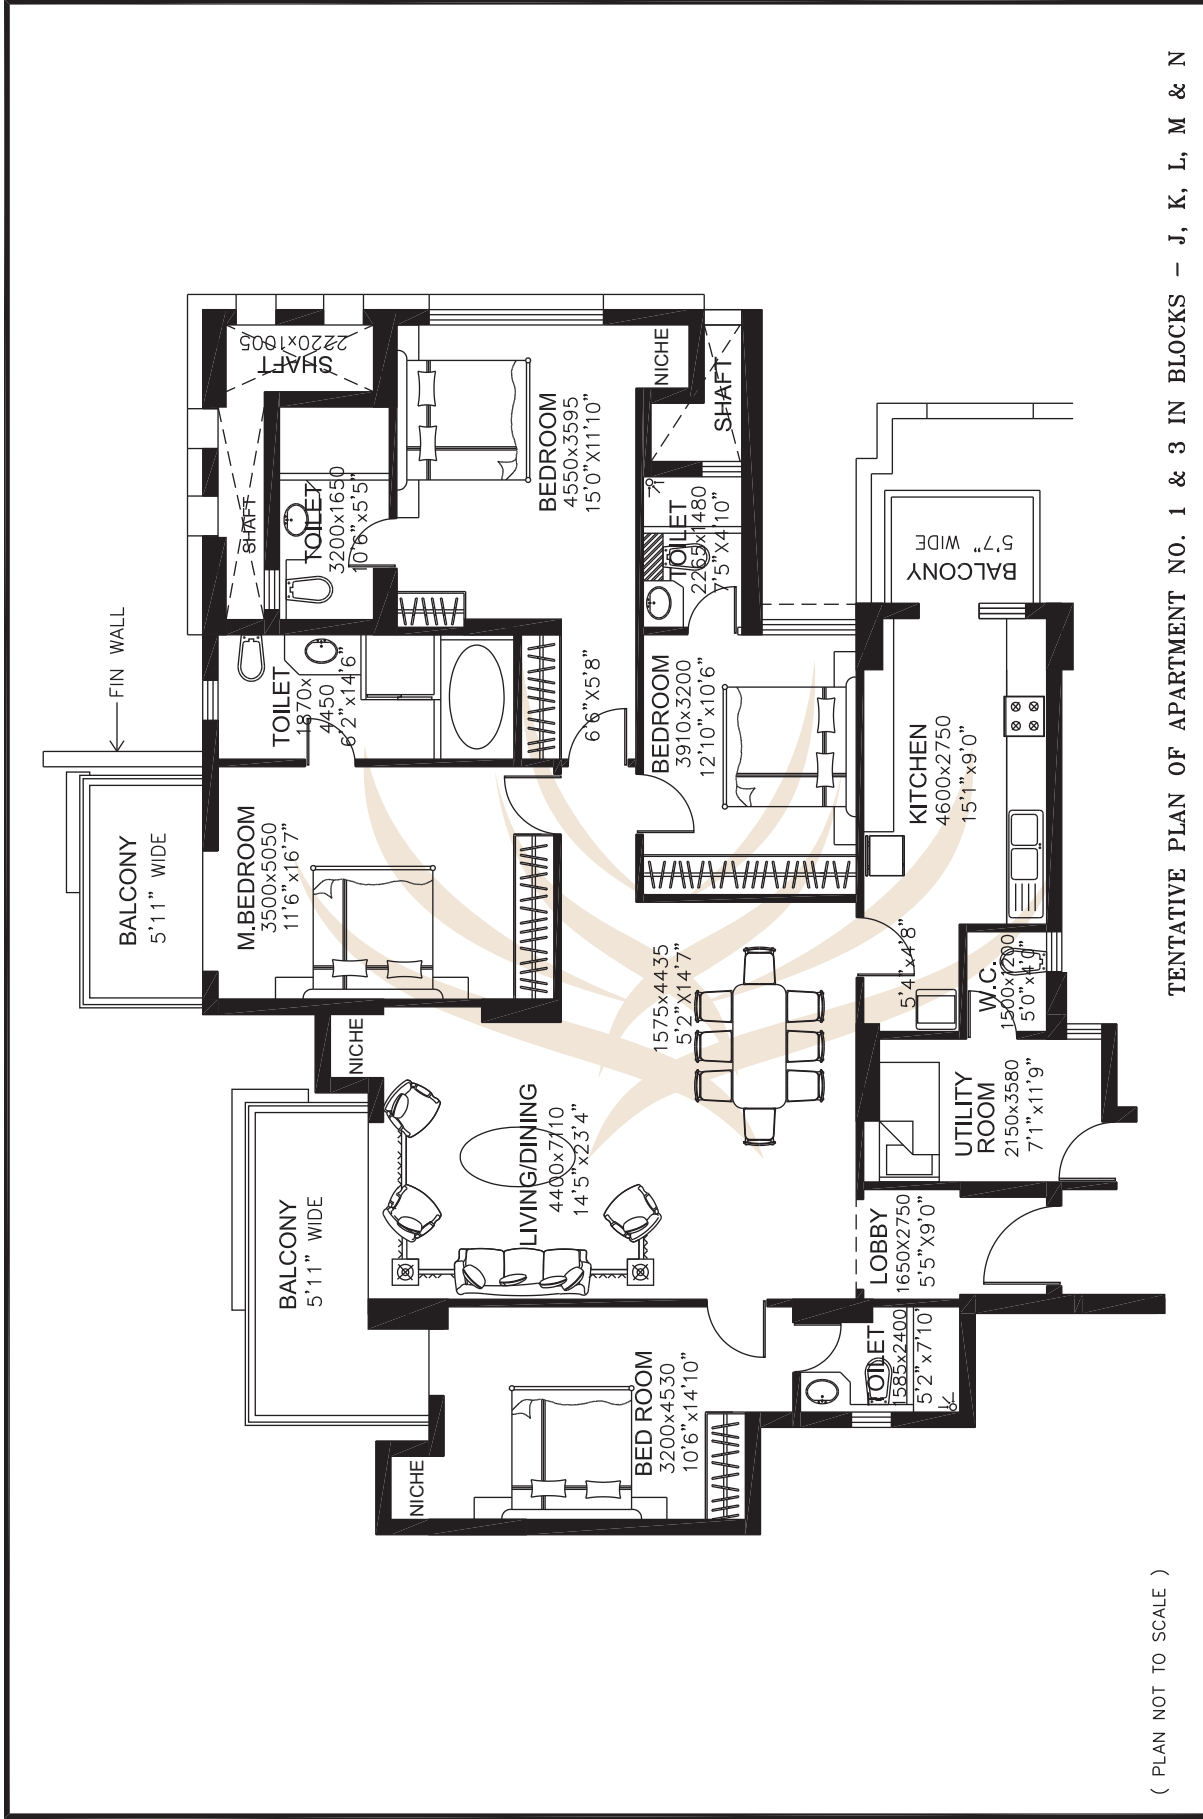 FIN WALL
BALCONY
5'11" WIDE
M.BEDROOM
3500x5050
11'6"x16'7"
TOILET
1870x
4450
6'2"x14'6"
SHAFT
SHAFT
2220x1005
TOILET
3200x1650
10'6"x5'5"
BEDROOM
4550x3595
15'0"X11'10"
NICHE
SHAFT
TOILET
2265x1480
7'5"X4'10"
6'6"X5'8"
BEDROOM
3910x3200
12'10"x10'6"
BALCONY
5'7" WIDE
KITCHEN
4600x2750
15'1"x9'0"
5'4"x4'8"
W.C.
1500x1200
5'0"x4'0"
UTILITY
ROOM
2150x3580
7'1"x11'9"
NICHE
1575x4435
5'2"X14'7"
LIVING/DINING
4400x7110
14'5"x23'4"
BALCONY
5'11" WIDE
LOBBY
1650X2750
5'5"X9'0"
BED ROOM
3200x4530
10'6"x14'10"
NICHE
TOILET
1585x2400
5'2"x7'10"
TENTATIVE PLAN OF APARTMENT NO. 1 & 3 IN BLOCKS – J, K, L, M & N
( PLAN NOT TO SCALE )